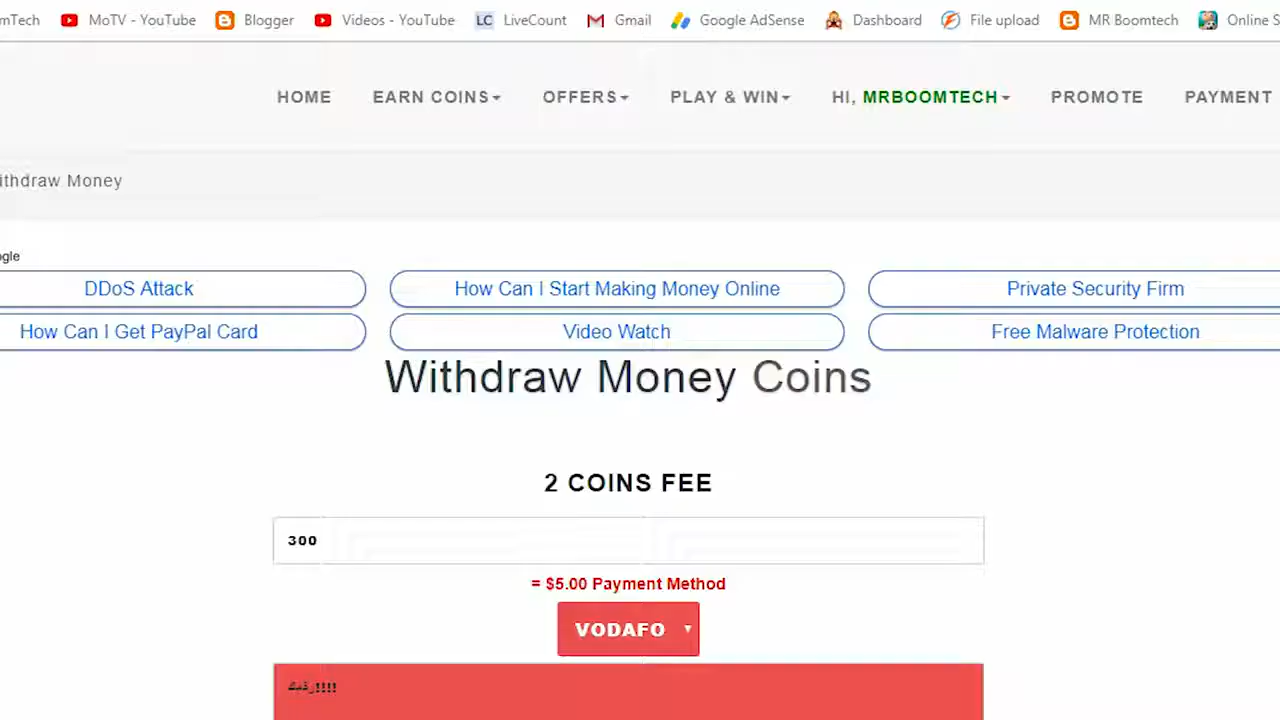 mTech MoTV - YouTube Blogger Videos - YouTube LC LiveCount Gmail Google AdSense Dashboard File upload MR Boomtech Online S
HOME EARN COINS OFFERS PLAY & WIN HI, MRBOOMTECH PROMOTE PAYMENT
ithdraw Money
ogle
DDoS Attack How Can I Start Making Money Online Private Security Firm
How Can I Get PayPal Card Video Watch Free Malware Protection
Withdraw Money Coins
2 COINS FEE
300
= $5.00 Payment Method
VODAFO
رقمك!!!!